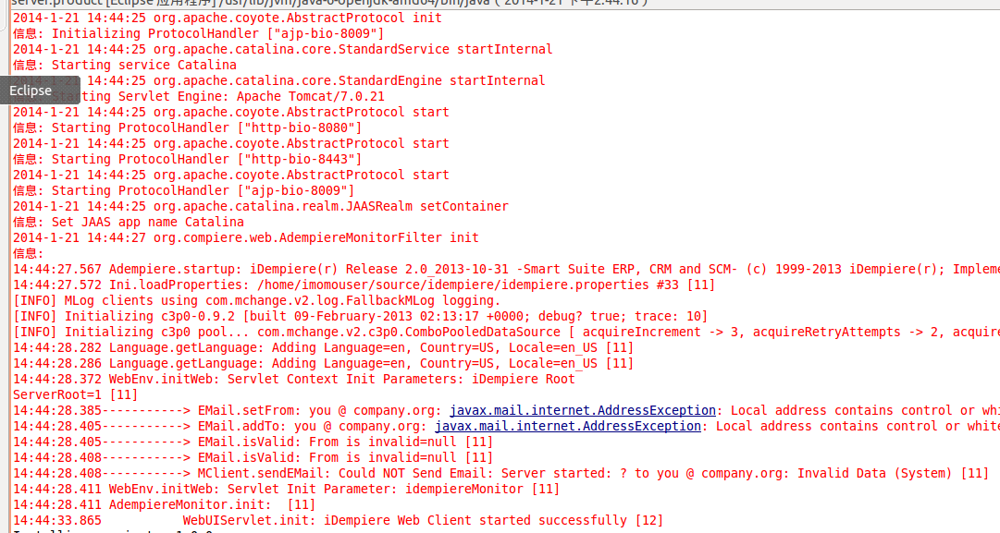 server.product [Eclipse 应用程序] /usr/lib/jvm/java-6-openjdk-amd64/bin/java ( 2014-1-21 下午2:44:16 )
2014-1-21 14:44:25 org.apache.coyote.AbstractProtocol init
信息: Initializing ProtocolHandler ["ajp-bio-8009"]
2014-1-21 14:44:25 org.apache.catalina.core.StandardService startInternal
信息: Starting service Catalina
2014-1-21 14:44:25 org.apache.catalina.core.StandardEngine startInternal
Eclipse
信息: Starting Servlet Engine: Apache Tomcat/7.0.21
2014-1-21 14:44:25 org.apache.coyote.AbstractProtocol start
信息: Starting ProtocolHandler ["http-bio-8080"]
2014-1-21 14:44:25 org.apache.coyote.AbstractProtocol start
信息: Starting ProtocolHandler ["http-bio-8443"]
2014-1-21 14:44:25 org.apache.coyote.AbstractProtocol start
信息: Starting ProtocolHandler ["ajp-bio-8009"]
2014-1-21 14:44:25 org.apache.catalina.realm.JAASRealm setContainer
信息: Set JAAS app name Catalina
2014-1-21 14:44:27 org.compiere.web.AdempiereMonitorFilter init
信息:
14:44:27.567 Adempiere.startup: iDempiere(r) Release 2.0_2013-10-31 -Smart Suite ERP, CRM and SCM- (c) 1999-2013 iDempiere(r); Impleme
14:44:27.572 Ini.loadProperties: /home/imomouser/source/idempiere/idempiere.properties #33 [11]
[INFO] MLog clients using com.mchange.v2.log.FallbackMLog logging.
[INFO] Initializing c3p0-0.9.2 [built 09-February-2013 02:13:17 +0000; debug? true; trace: 10]
[INFO] Initializing c3p0 pool... com.mchange.v2.c3p0.ComboPooledDataSource [ acquireIncrement -> 3, acquireRetryAttempts -> 2, acquire
14:44:28.282 Language.getLanguage: Adding Language=en, Country=US, Locale=en_US [11]
14:44:28.286 Language.getLanguage: Adding Language=en, Country=US, Locale=en_US [11]
14:44:28.372 WebEnv.initWeb: Servlet Context Init Parameters: iDempiere Root
ServerRoot=1 [11]
14:44:28.385-----------> EMail.setFrom: you @ company.org: javax.mail.internet.AddressException: Local address contains control or whi
14:44:28.405-----------> EMail.addTo: you @ company.org: javax.mail.internet.AddressException: Local address contains control or white
14:44:28.405-----------> EMail.isValid: From is invalid=null [11]
14:44:28.408-----------> EMail.isValid: From is invalid=null [11]
14:44:28.408-----------> MClient.sendEMail: Could NOT Send Email: Server started: ? to you @ company.org: Invalid Data (System) [11]
14:44:28.411 WebEnv.initWeb: Servlet Init Parameter: idempiereMonitor [11]
14:44:28.411 AdempiereMonitor.init:  [11]
14:44:33.865           WebUIServlet.init: iDempiere Web Client started successfully [12]